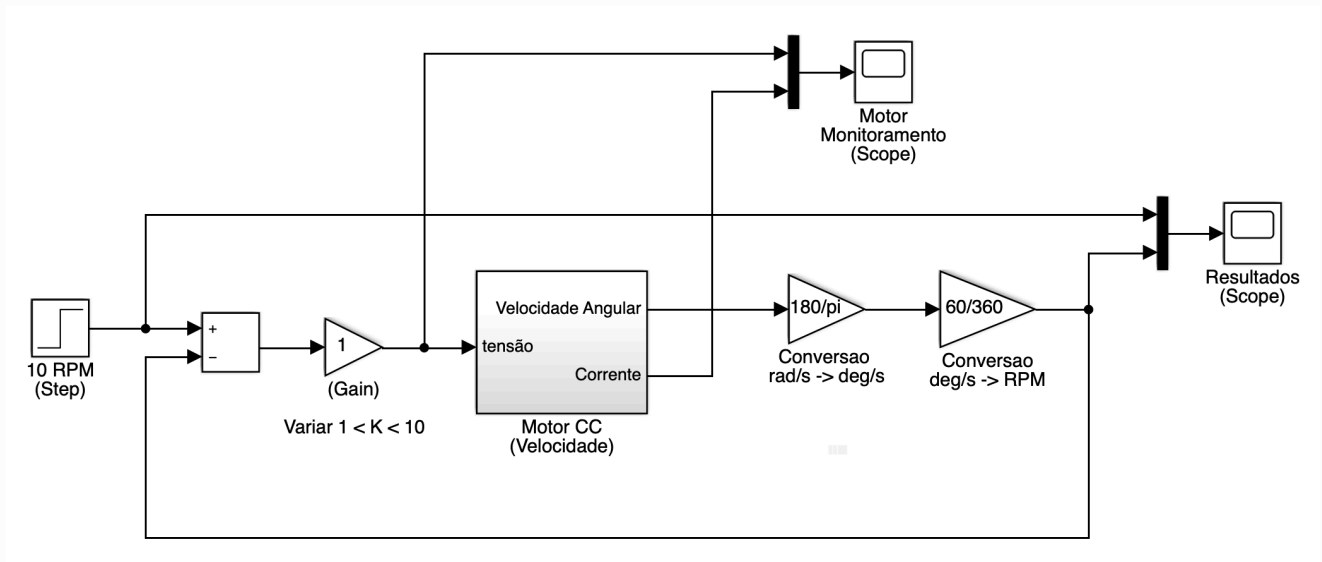 Motor
Monitoramento
(Scope)
Resultados
(Scope)
10 RPM
(Step)
+
−
1
(Gain)
Variar 1 < K < 10
Velocidade Angular
tensão
Corrente
Motor CC
(Velocidade)
180/pi
Conversao
rad/s -> deg/s
60/360
Conversao
deg/s -> RPM